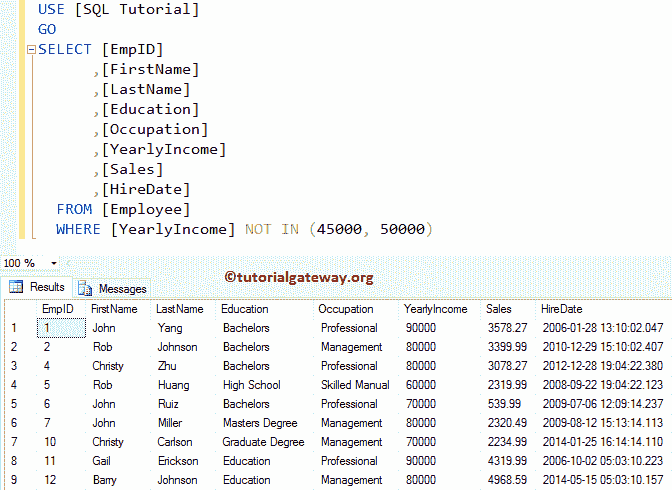 USE [SQL Tutorial]
GO
SELECT [EmpID]
,[FirstName]
,[LastName]
,[Education]
,[Occupation]
,[YearlyIncome]
,[Sales]
,[HireDate]
FROM [Employee]
WHERE [YearlyIncome] NOT IN (45000, 50000)
100 %
©tutorialgateway.org
Results Messages
EmpID FirstName LastName Education Occupation YearlyIncome Sales HireDate
1 1 John Yang Bachelors Professional 90000 3578.27 2006-01-28 13:10:02.047
2 2 Rob Johnson Bachelors Management 80000 3399.99 2010-12-29 15:10:02.407
3 4 Christy Zhu Bachelors Professional 80000 3078.27 2012-12-28 19:04:22.380
4 5 Rob Huang High School Skilled Manual 60000 2319.99 2008-09-22 19:04:22.123
5 6 John Ruiz Bachelors Professional 70000 539.99 2009-07-06 12:09:14.237
6 7 John Miller Masters Degree Management 80000 2320.49 2009-08-12 15:13:14.113
7 10 Christy Carlson Graduate Degree Management 70000 2234.99 2014-01-25 16:14:14.110
8 11 Gail Erickson Education Professional 90000 4319.99 2006-10-02 05:03:10.223
9 12 Barry Johnson Education Management 80000 4968.59 2014-05-15 05:03:10.157